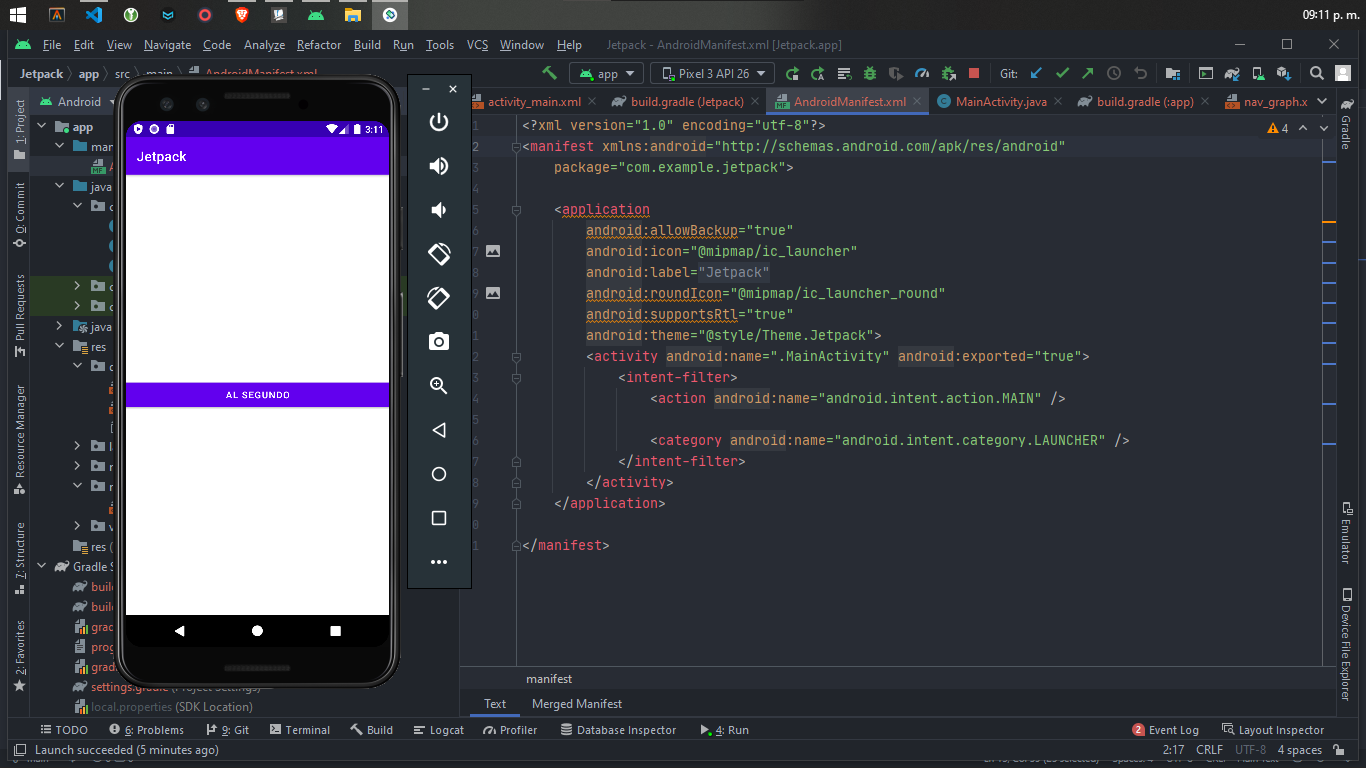 09:11 p. m.
File Edit View Navigate Code Analyze Refactor Build Run Tools VCS Window Help Jetpack - AndroidManifest.xml [Jetpack.app]
Jetpack app src main AndroidManifest.xml app Pixel 3 API 26 Git:
Android activity_main.xml build.gradle (Jetpack) AndroidManifest.xml MainActivity.java build.gradle (:app) nav_graph.x
1: Project
0: Commit
Pull Requests
Resource Manager
7: Structure
2: Favorites
app
java
res
res (
Gradle S
settings.gradle (Project Settings)
local.properties (SDK Location)
3:11
Jetpack
AL SEGUNDO
<?xml version="1.0" encoding="utf-8"?>
4
<manifest xmlns:android="http://schemas.android.com/apk/res/android"
package="com.example.jetpack">
<application
android:allowBackup="true"
android:icon="@mipmap/ic_launcher"
android:label="Jetpack"
android:roundIcon="@mipmap/ic_launcher_round"
android:supportsRtl="true"
android:theme="@style/Theme.Jetpack">
<activity android:name=".MainActivity" android:exported="true">
<intent-filter>
<action android:name="android.intent.action.MAIN" />
<category android:name="android.intent.category.LAUNCHER" />
</intent-filter>
</activity>
</application>
</manifest>
Gradle
Emulator
Device File Explorer
manifest
Text Merged Manifest
TODO 6: Problems 9: Git Terminal Build Logcat Profiler Database Inspector 4: Run 2 Event Log Layout Inspector
Launch succeeded (5 minutes ago) 2:17 CRLF UTF-8 4 spaces